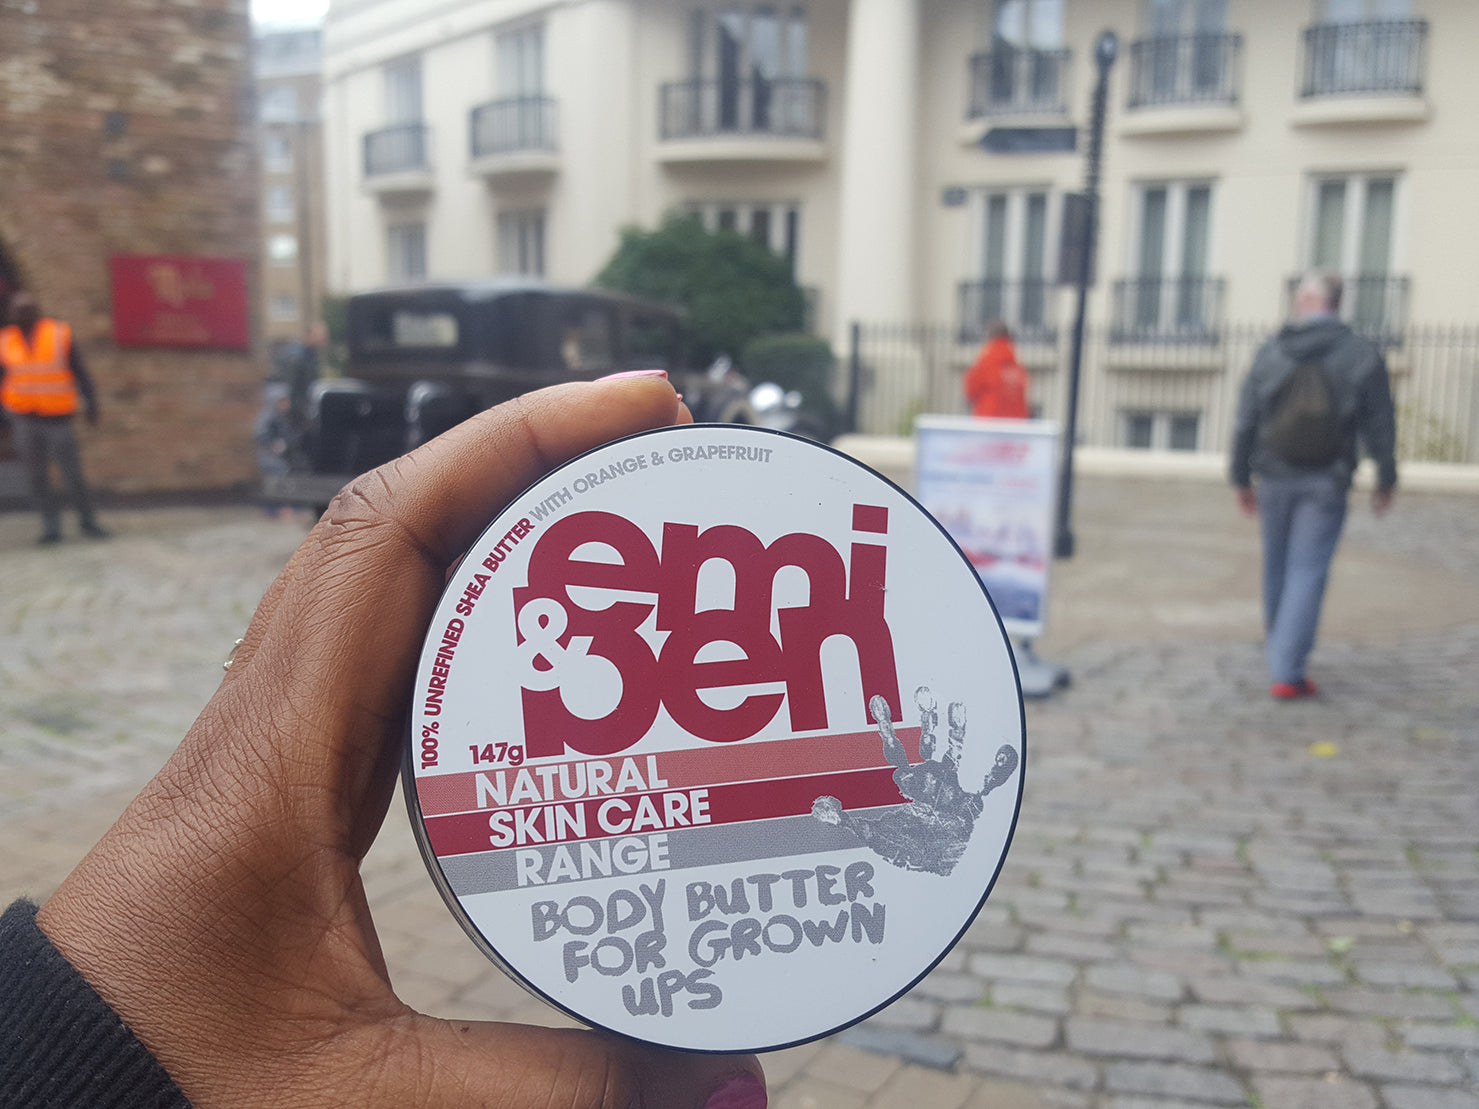 100% UNREFINED SHEA BUTTER WITH ORANGE & GRAPEFRUIT
emi
& Ben
147g
NATURAL
SKIN CARE
RANGE
BODY BUTTER
FOR GROWN
UPS